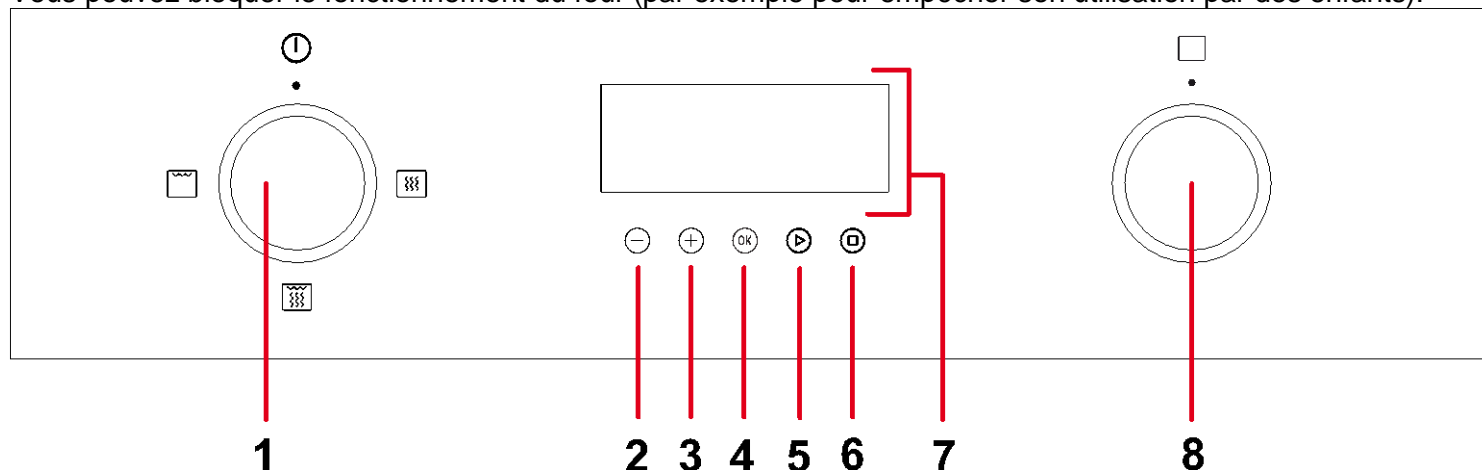 Vous pouvez bloquer le fonctionnement du four (par exemple pour empêcher son utilisation par des enfants).
OK
1 2 3 4 5 6 7 8